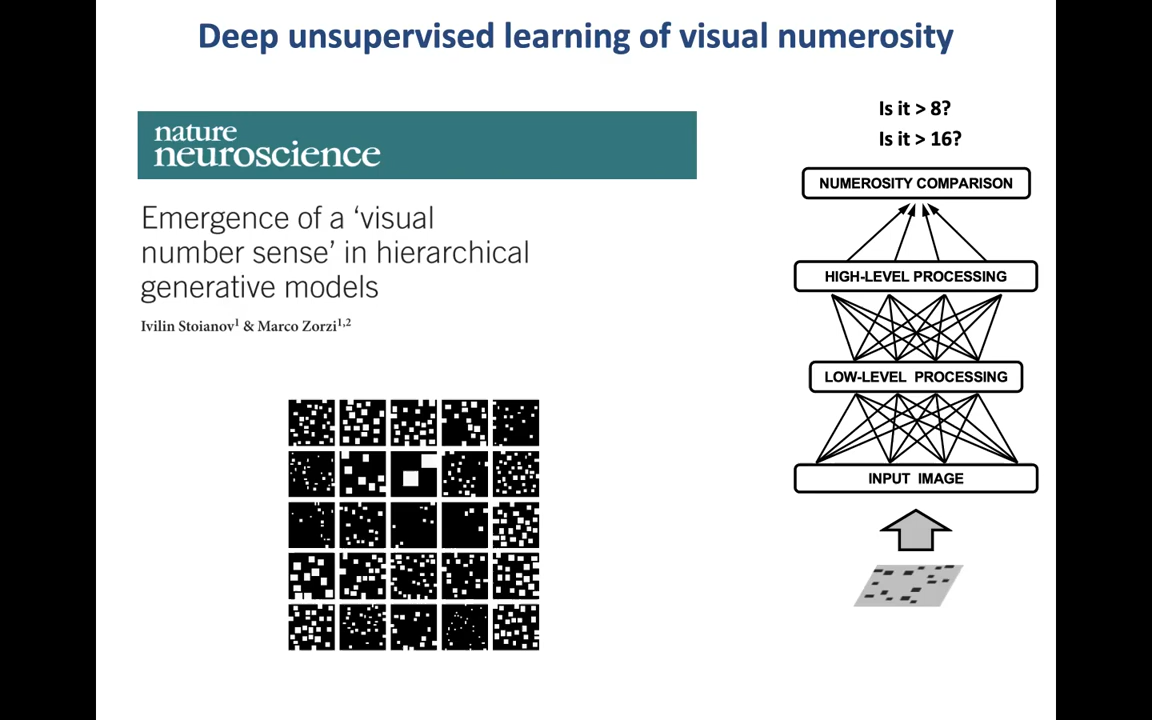 Deep unsupervised learning of visual numerosity
nature
neuroscience
Emergence of a ‘visual
number sense’ in hierarchical
generative models
Ivilin Stoianov1 & Marco Zorzi1,2
Is it > 8?
Is it > 16?
NUMEROSITY COMPARISON
HIGH-LEVEL PROCESSING
LOW-LEVEL PROCESSING
INPUT IMAGE